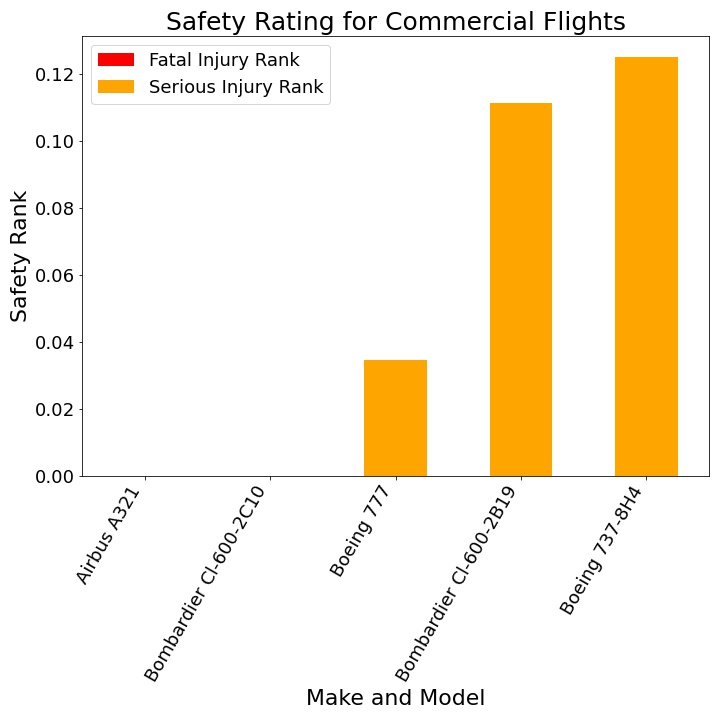 Safety Rating for Commercial Flights
Fatal Injury Rank
Serious Injury Rank
Safety Rank
0.12
0.10
0.08
0.06
0.04
0.02
0.00
Airbus A321
Bombardier Cl-600-2C10
Boeing 777
Bombardier Cl-600-2B19
Boeing 737-8H4
Make and Model